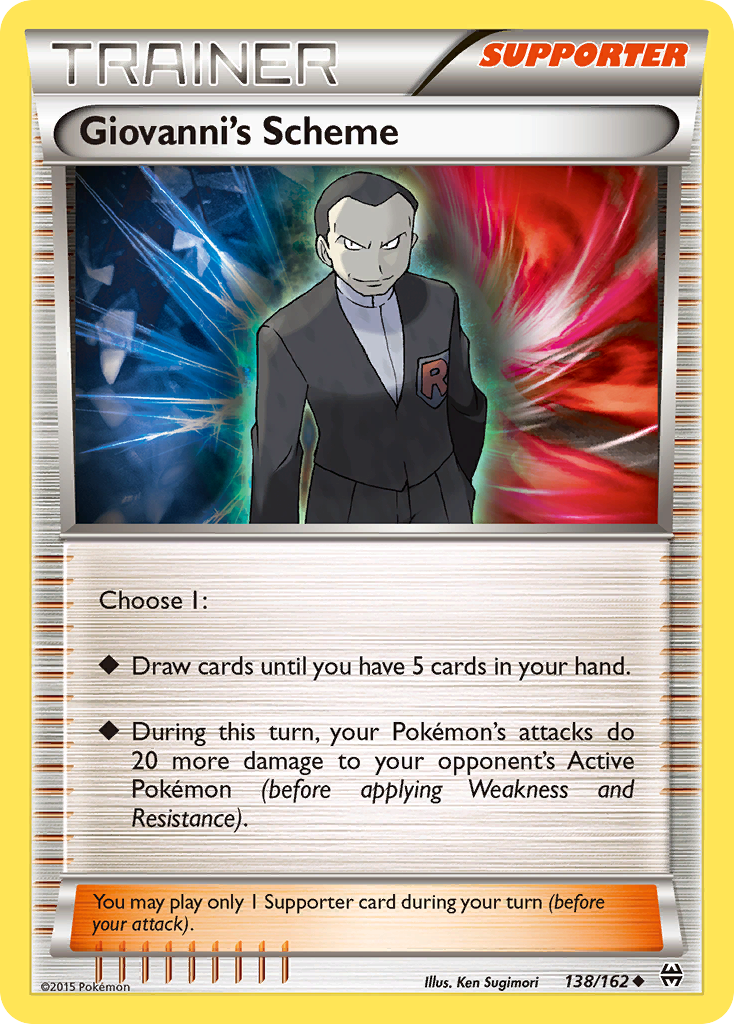 TRAINER
SUPPORTER
Giovanni's Scheme
R
Choose 1:
◆ Draw cards until you have 5 cards in your hand.
◆ During this turn, your Pokémon's attacks do
20 more damage to your opponent's Active
Pokémon (before applying Weakness and
Resistance).
You may play only 1 Supporter card during your turn (before
your attack).
©2015 Pokémon
Illus. Ken Sugimori
138/162 ◆